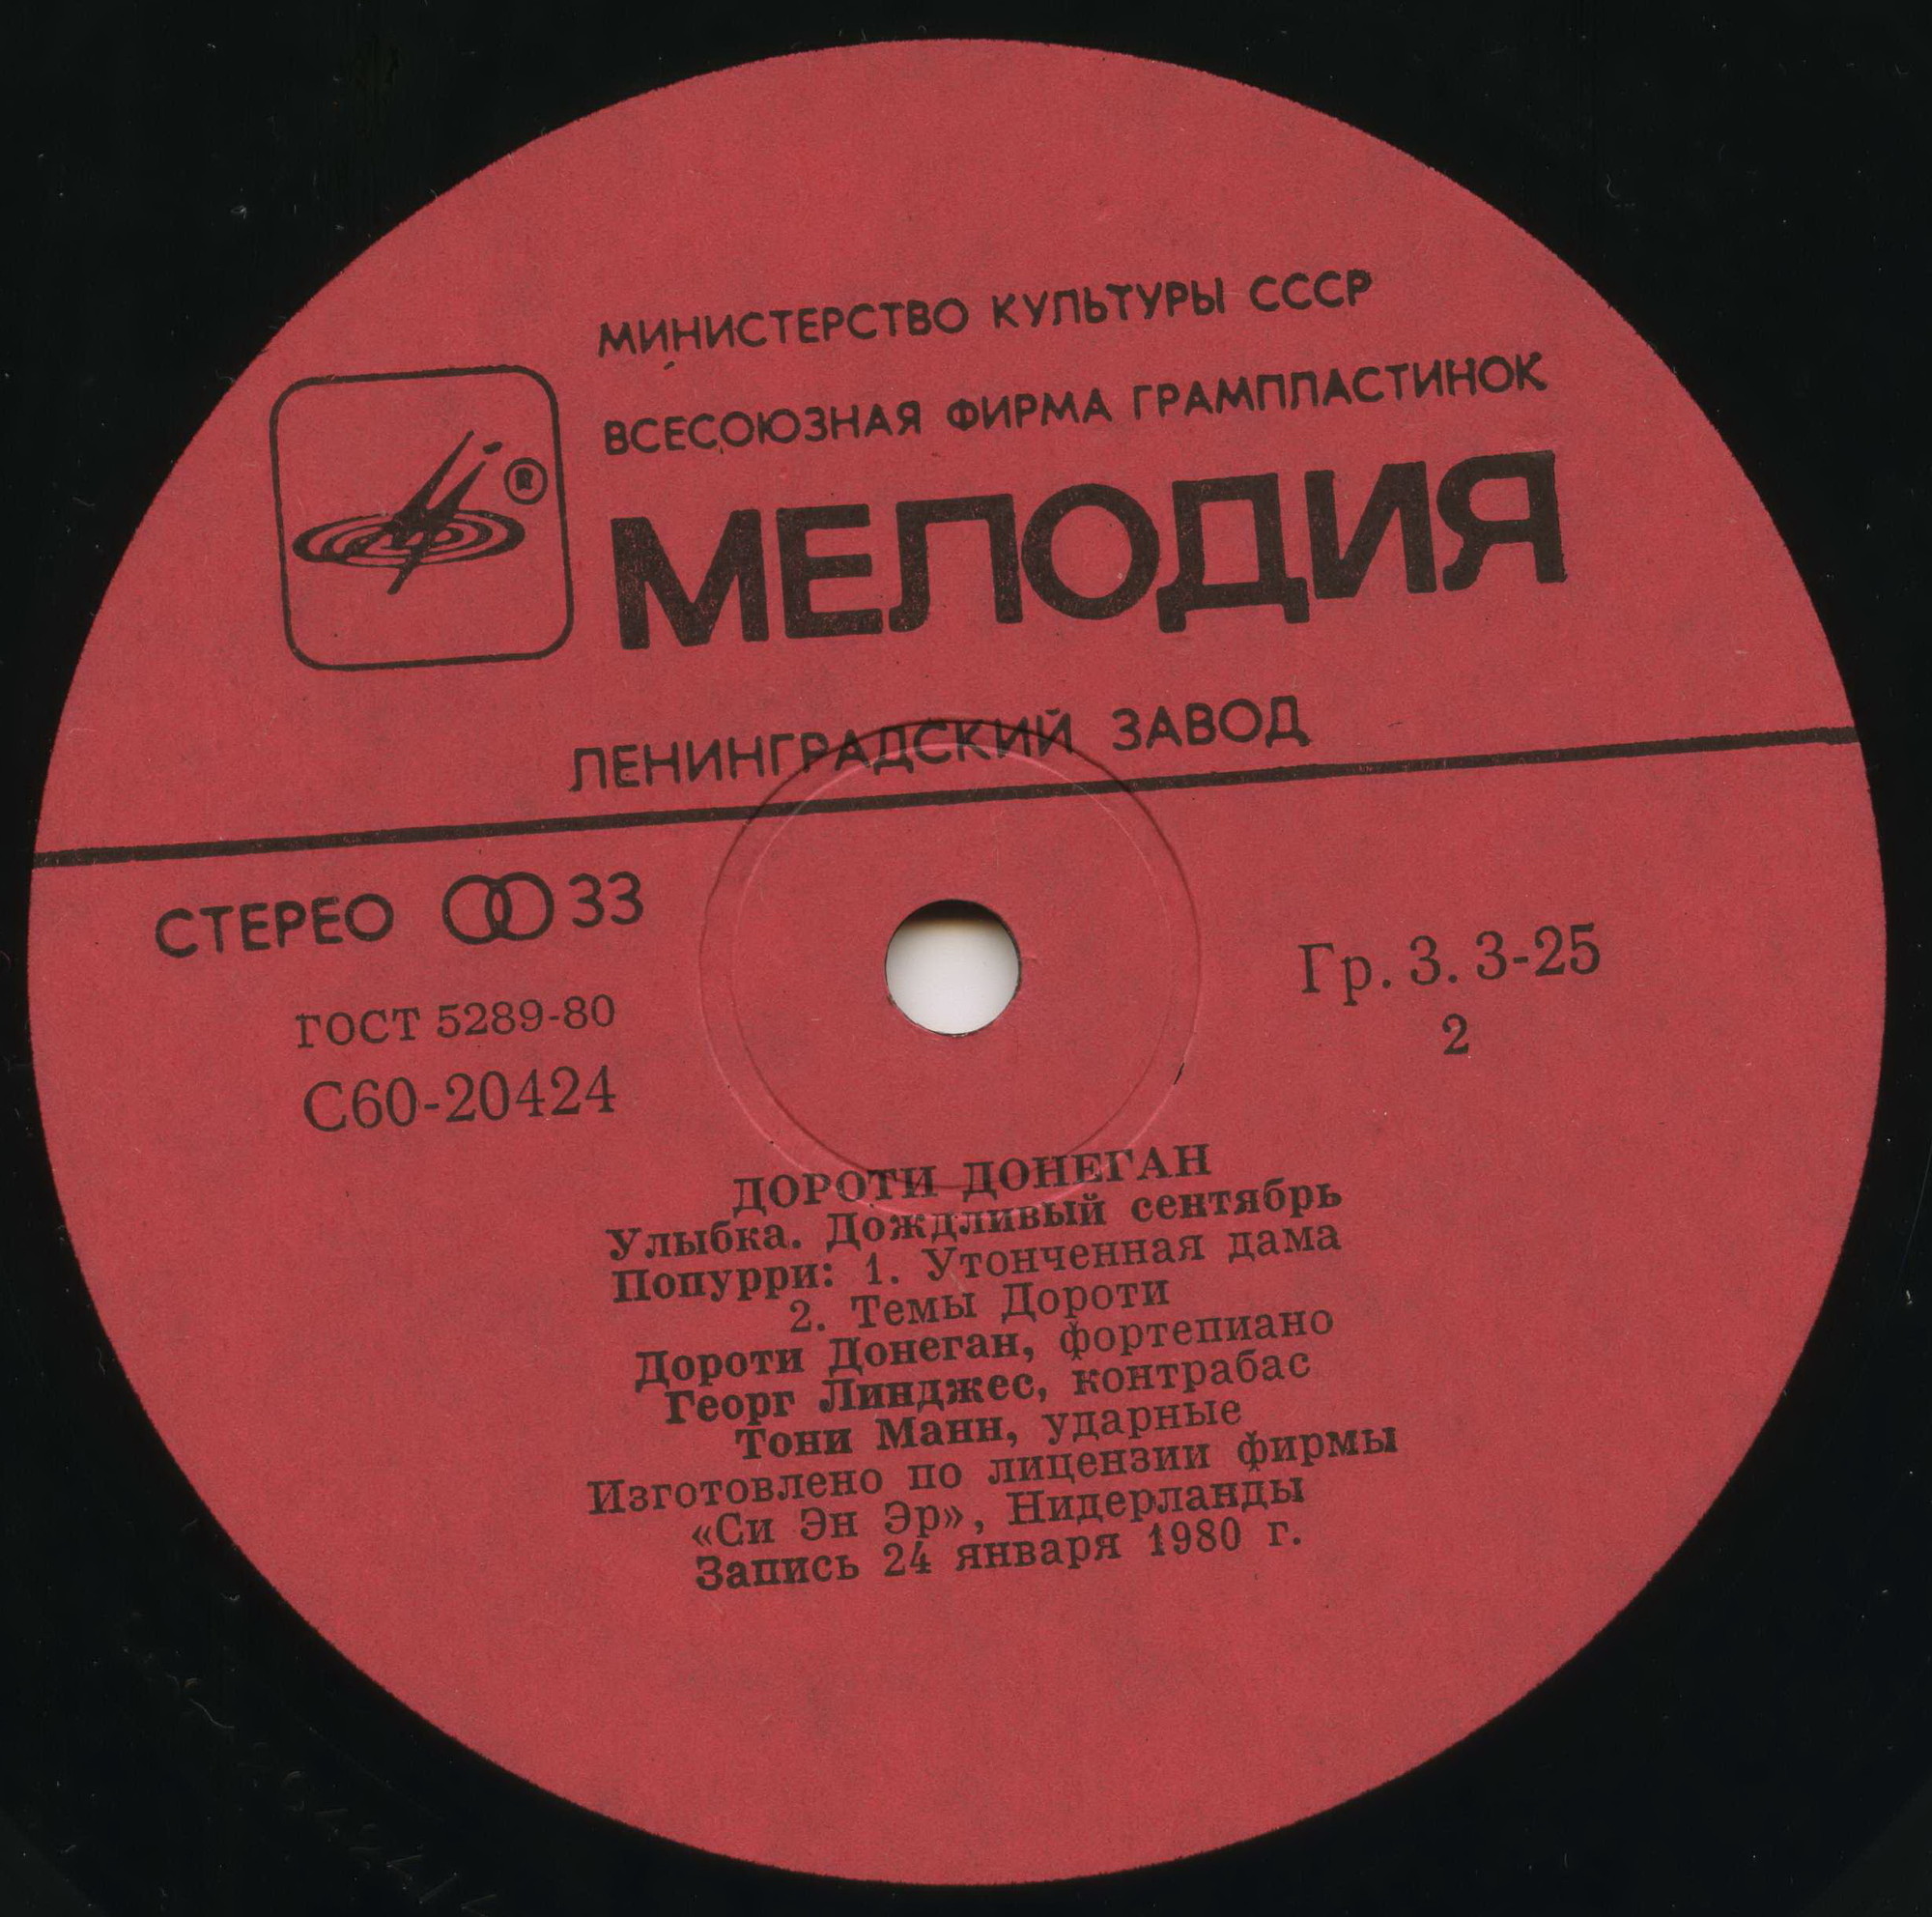 МИНИСТЕРСТВО КУЛЬТУРЫ СССР
ВСЕСОЮЗНАЯ ФИРМА ГРАМПЛАСТИНОК
®
МЕЛОДИЯ
ЛЕНИНГРАДСКИЙ ЗАВОД
СТЕРЕО 33
ГОСТ 5289-80
С60-20424
Гр. 3. 3-25
2
ДОРОТИ ДОНЕГАН
Улыбка. Дождливый сентябрь
Попурри: 1. Утонченная дама
2. Темы Дороти
Дороти Донеган, фортепиано
Георг Линджес, контрабас
Тони Манн, ударные
Изготовлено по лицензии фирмы
«Си Эн Эр», Нидерланды
Запись 24 января 1980 г.